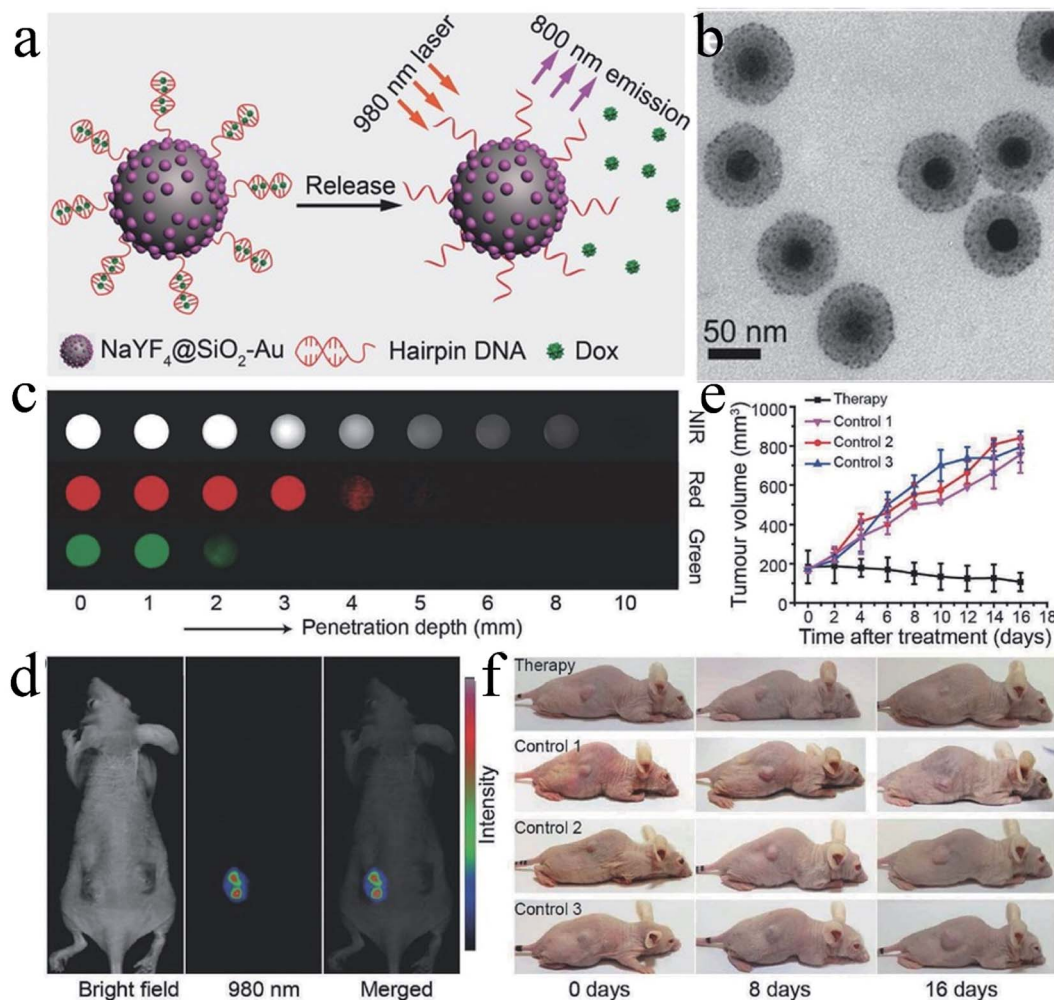 a
980 nm laser
800 nm emission
Release
NaYF₄@SiO₂-Au
Hairpin DNA
Dox
b
50 nm
c
NIR
Red
Green
0 1 2 3 4 5 6 8 10
Penetration depth (mm)
e
Therapy
Control 1
Control 2
Control 3
Tumour volume (mm³)
1000
800
600
400
200
0
0 2 4 6 8 10 12 14 16 18
Time after treatment (days)
d
Intensity
Bright field 980 nm Merged
f
Therapy
Control 1
Control 2
Control 3
0 days 8 days 16 days